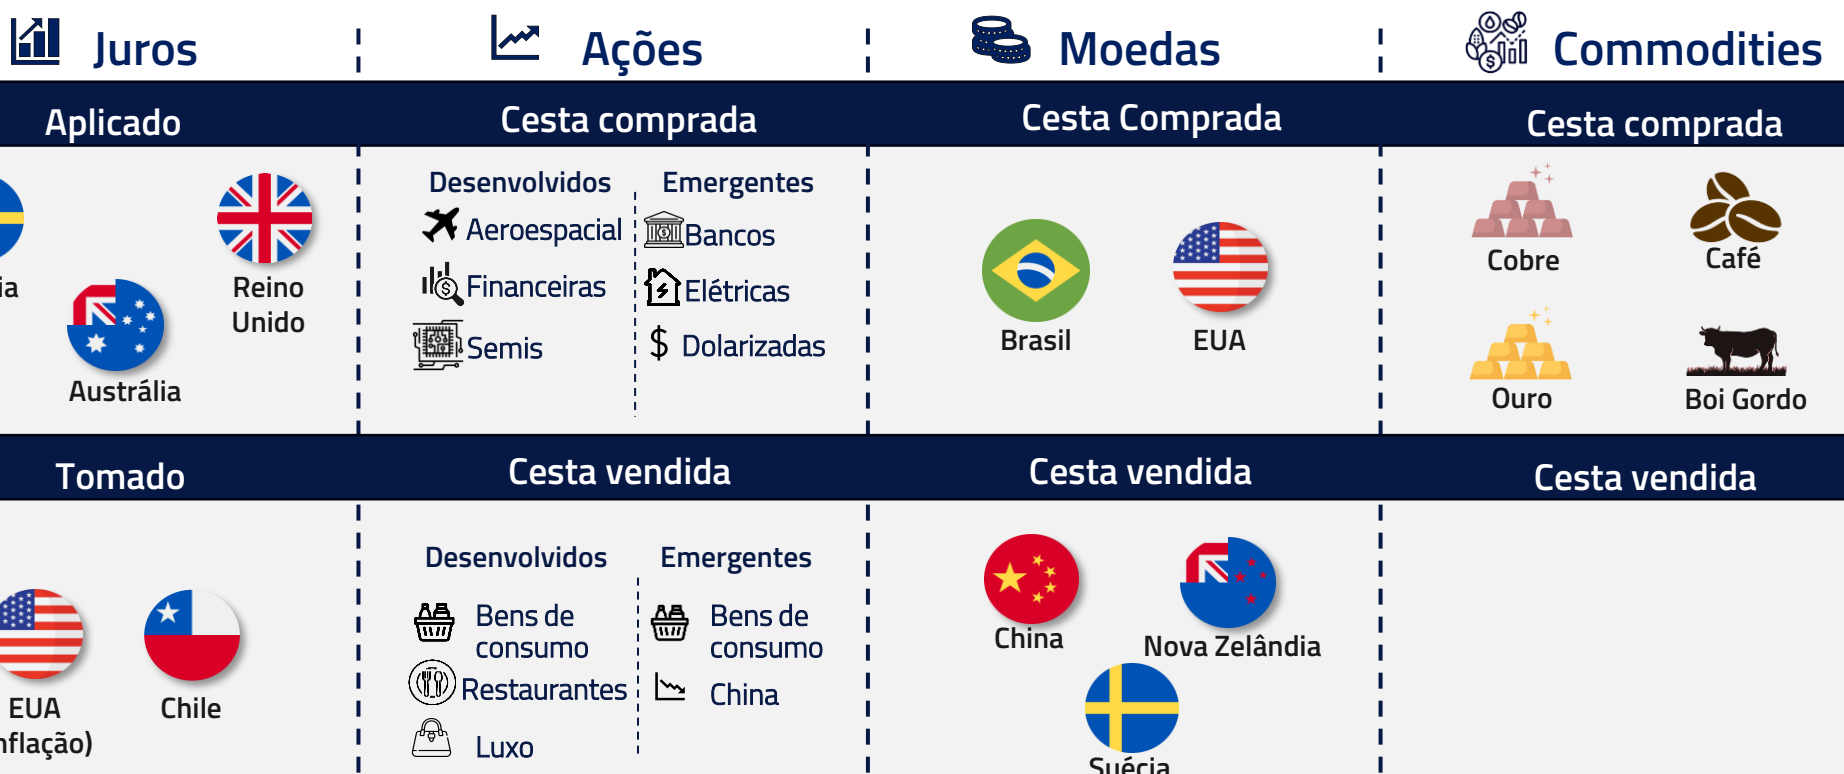 Juros
Ações
Moedas
Commodities
Aplicado
Cesta comprada
Cesta Comprada
Cesta comprada
Reino
Unido
Austrália
Desenvolvidos
Aeroespacial
Financeiras
Semis
Emergentes
Bancos
Elétricas
$ Dolarizadas
Brasil
EUA
Cobre
Café
Ouro
Boi Gordo
Tomado
Cesta vendida
Cesta vendida
Cesta vendida
EUA
nflação)
Chile
Desenvolvidos
Bens de
consumo
Restaurantes
Luxo
Emergentes
Bens de
consumo
China
China
Nova Zelândia
Suécia